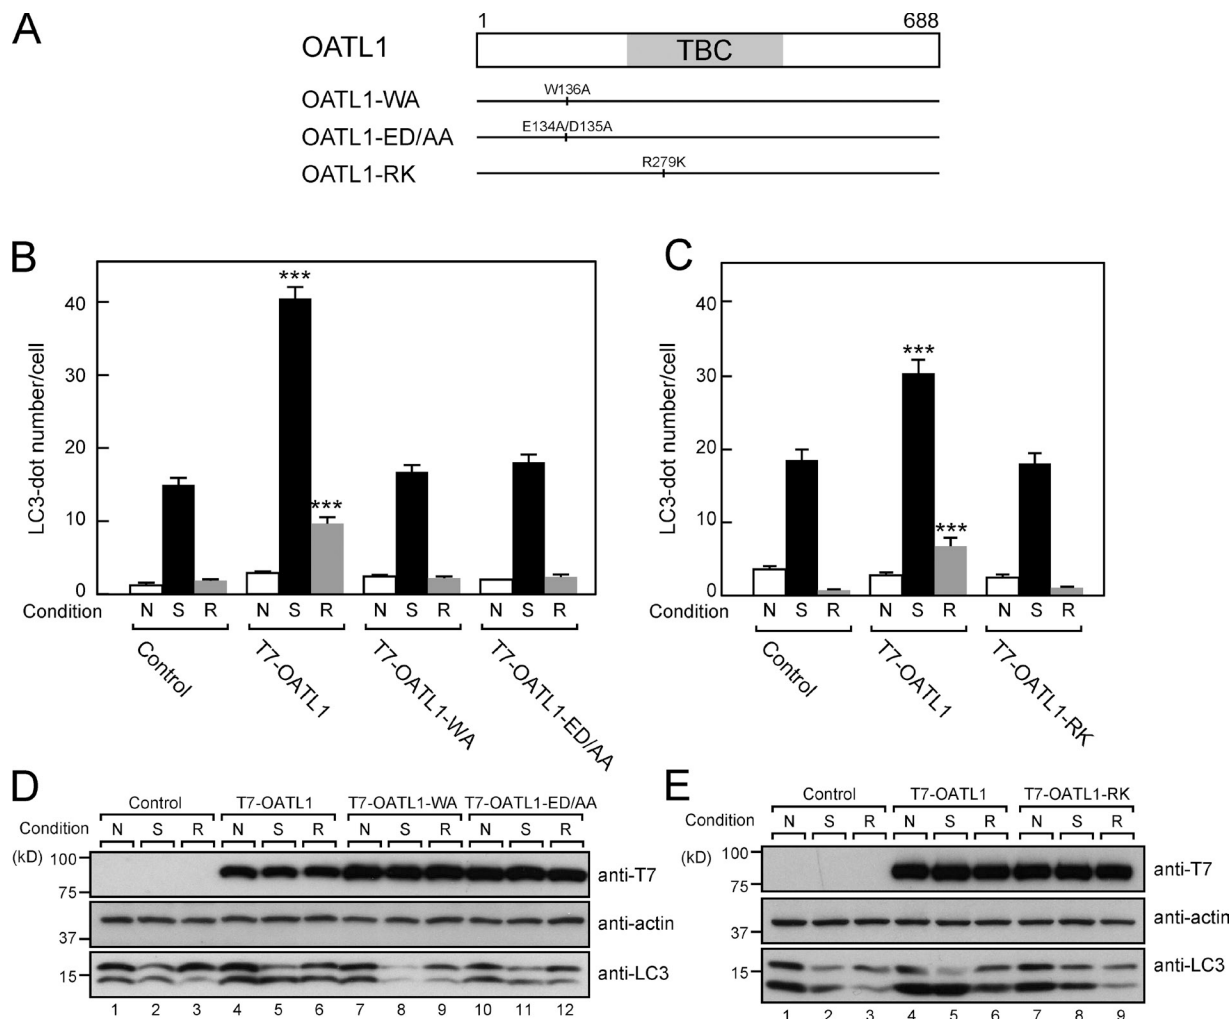 A
1 688
OATL1 TBC
OATL1-WA W136A
OATL1-ED/AA E134A/D135A
OATL1-RK R279K
B
LC3-dot number/cell
40
30
20
10
0
***
***
Condition N S R N S R N S R N S R
Control T7-OATL1 T7-OATL1-WA T7-OATL1-ED/AA
C
LC3-dot number/cell
40
30
20
10
0
***
***
Condition N S R N S R N S R
Control T7-OATL1 T7-OATL1-RK
D
Control T7-OATL1 T7-OATL1-WA T7-OATL1-ED/AA
Condition N S R N S R N S R N S R
(kD) 100
75
anti-T7
37
anti-actin
15
anti-LC3
1 2 3 4 5 6 7 8 9 10 11 12
E
Control T7-OATL1 T7-OATL1-RK
Condition N S R N S R N S R
(kD) 100
75
anti-T7
37
anti-actin
15
anti-LC3
1 2 3 4 5 6 7 8 9